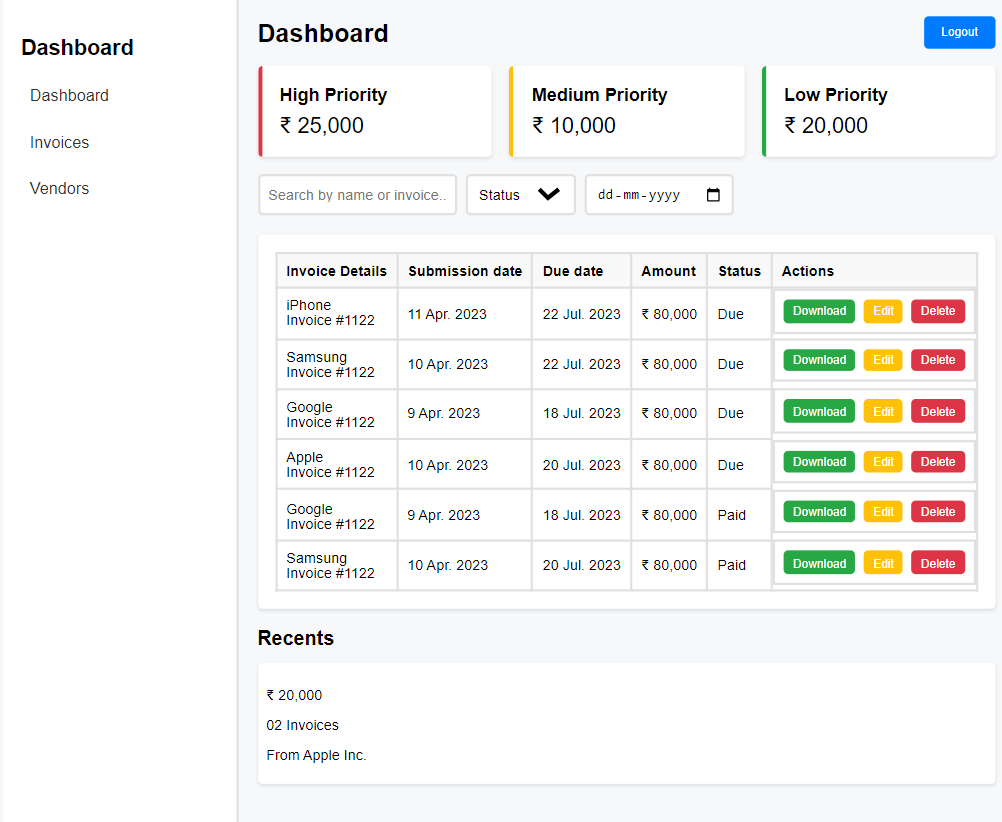 Dashboard
Dashboard
Invoices
Vendors
Dashboard
Logout
High Priority
₹ 25,000
Medium Priority
₹ 10,000
Low Priority
₹ 20,000
Search by name or invoice..
Status
dd-mm-yyyy
Invoice Details Submission date Due date Amount Status Actions
iPhone
Invoice #1122 11 Apr. 2023 22 Jul. 2023 ₹ 80,000 Due Download Edit Delete
Samsung
Invoice #1122 10 Apr. 2023 22 Jul. 2023 ₹ 80,000 Due Download Edit Delete
Google
Invoice #1122 9 Apr. 2023 18 Jul. 2023 ₹ 80,000 Due Download Edit Delete
Apple
Invoice #1122 10 Apr. 2023 20 Jul. 2023 ₹ 80,000 Due Download Edit Delete
Google
Invoice #1122 9 Apr. 2023 18 Jul. 2023 ₹ 80,000 Paid Download Edit Delete
Samsung
Invoice #1122 10 Apr. 2023 20 Jul. 2023 ₹ 80,000 Paid Download Edit Delete
Recents
₹ 20,000
02 Invoices
From Apple Inc.